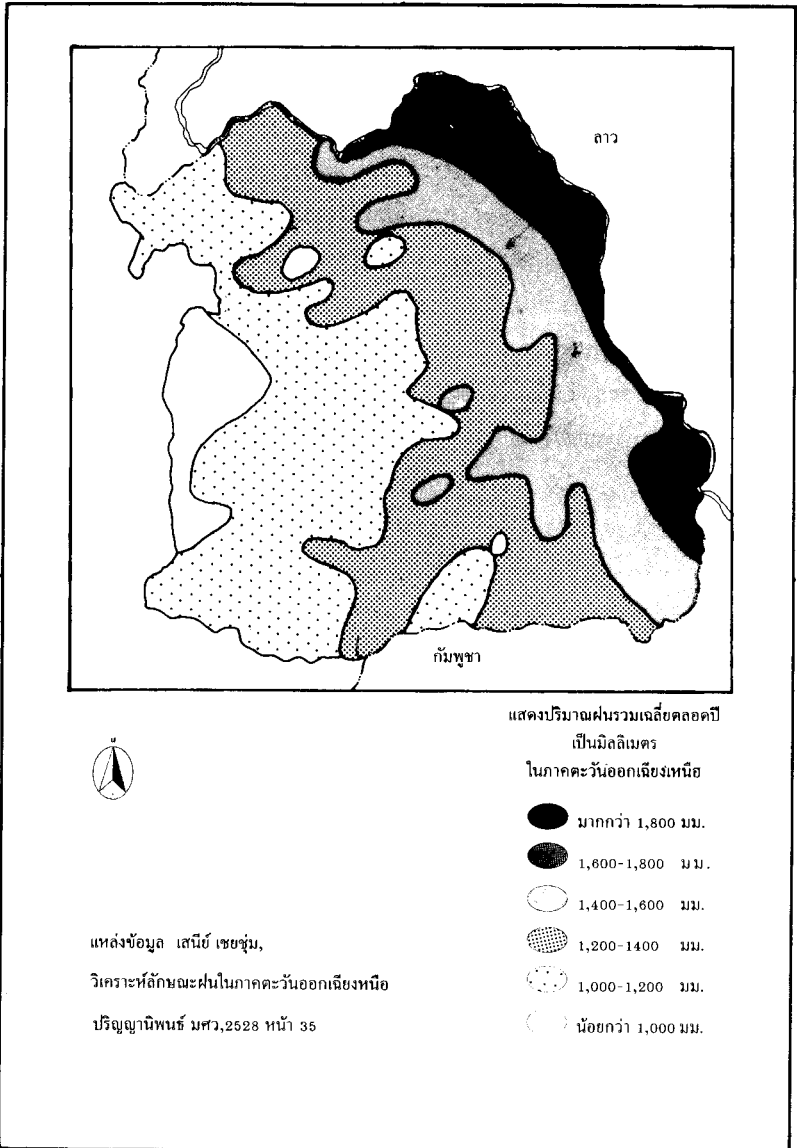 ลาว
กัมพูชา
แสดงปริมาณฝนรวมเฉลี่ยตลอดปี
เป็นมิลลิเมตร
ในภาคตะวันออกเฉียงเหนือ
มากกว่า 1,800 มม.
1,600-1,800 มม.
1,400-1,600 มม.
1,200-1400 มม.
1,000-1,200 มม.
น้อยกว่า 1,000 มม.
แหล่งข้อมูล เสนีย์ เชยชุ่ม,
วิเคราะห์ลักษณะฝนในภาคตะวันออกเฉียงหนือ
ปริญญานิพนธ์ มศว,2528 หน้า 35